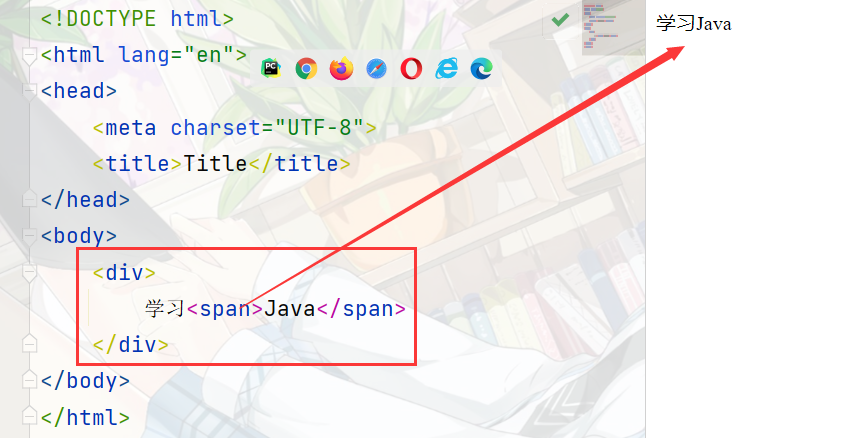 <!DOCTYPE html>
<html lang="en">
<head>
<meta charset="UTF-8">
<title>Title</title>
</head>
<body>
<div>
学习<span>Java</span>
</div>
</body>
</html>
学习Java